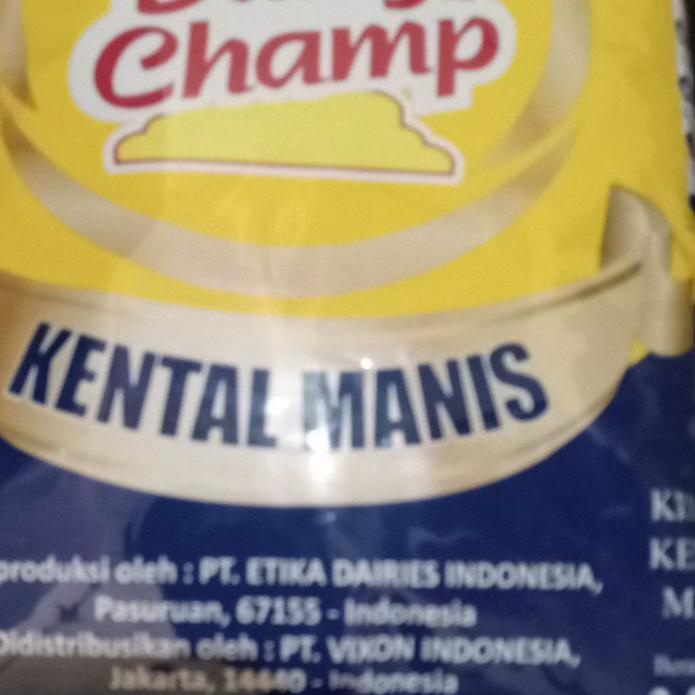 Champ
KENTAL MANIS
produksi oleh : PT. ETIKA DAIRIES INDONESIA,
Pasuruan, 67155 - Indonesia
Didistribusikan oleh : PT. VIXON INDONESIA,
Jakarta, 14440 - Indonesia